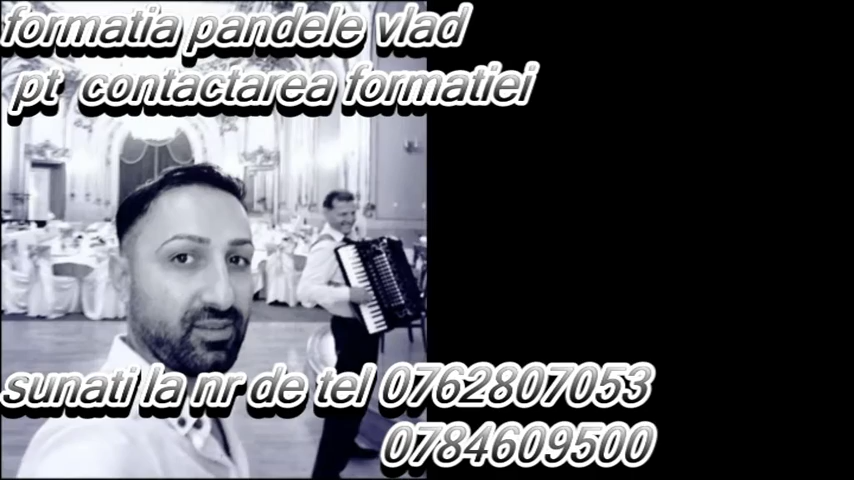 formatia pandele vlad
pt contactarea formatiei
sunati la nr de tel 0762807053
0784609500